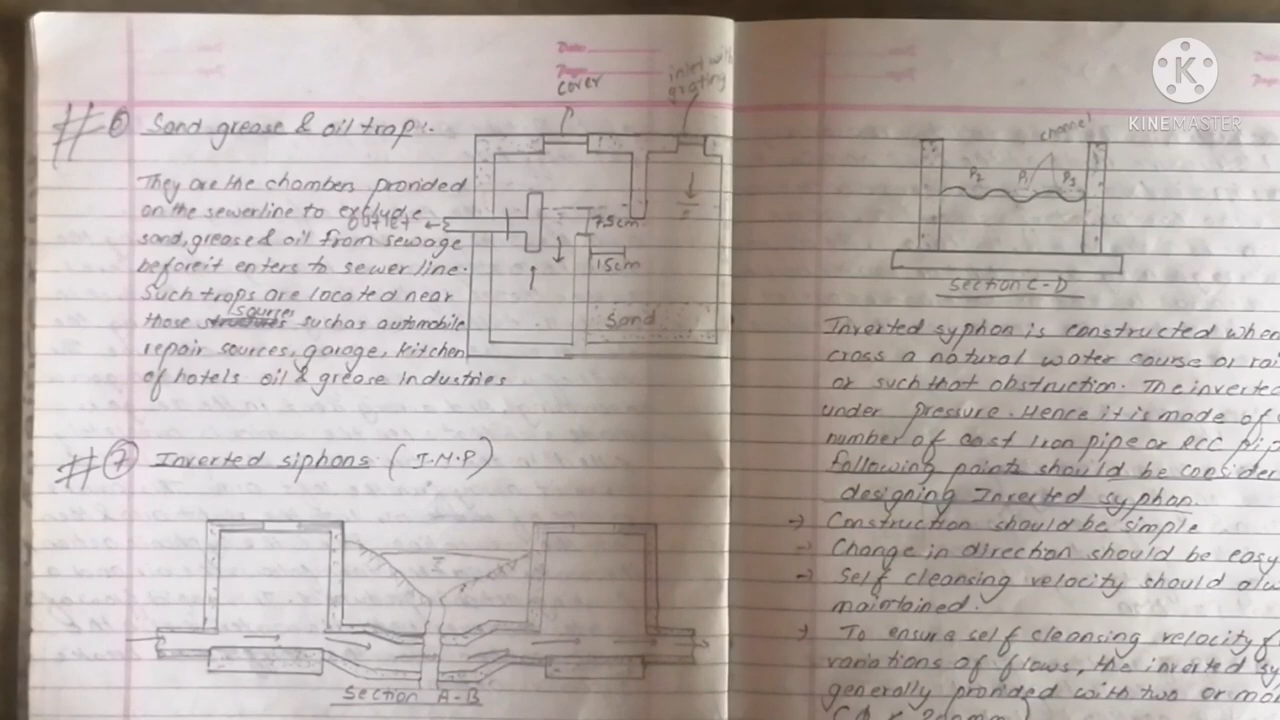 Date
Page
cover
inlet with
grating
#⑥ Sand grease & oil trap:-
They are the chambers provided
on the sewerline to exclude
sand, grease & oil from sewage
before it enters to sewer line.
Such trops are located near
sources
those structures such as automobile
repair sources, garage, kitchen
of hotels oil & grease Industries
outlet
7.5cm
15cm
Sand
#⑦ Inverted siphons (I.M.P)
Section A-B
K
KINEMASTER
channel
P2 P1 P3
Section C-D
Inverted syphon is constructed when
cross a natural water course or
or such that obstruction. The inverted
under pressure. Hence it is made of
number of cast iron pipe or RCC pip
following points should be consider
designing Inverted syphon.
→ Construction should be simple
→ Change in direction should be easy
→ Self cleansing velocity should
maintained.
→ To ensure self cleansing velocity
variations of flows, the inverted sy
generally provided with two or